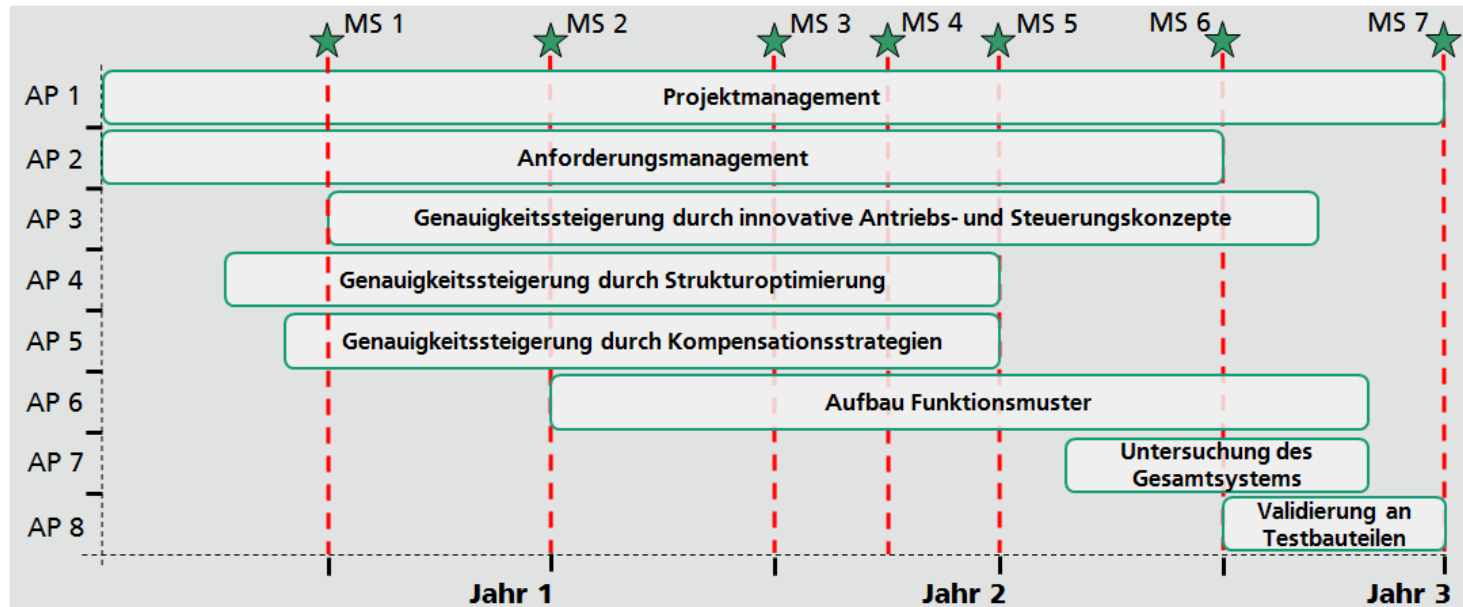 MS 1
MS 2
MS 3
MS 4
MS 5
MS 6
MS 7
AP 1
Projektmanagement
AP 2
Anforderungsmanagement
AP 3
Genauigkeitssteigerung durch innovative Antriebs- und Steuerungskonzepte
AP 4
Genauigkeitssteigerung durch Strukturoptimierung
AP 5
Genauigkeitssteigerung durch Kompensationsstrategien
AP 6
Aufbau Funktionsmuster
AP 7
Untersuchung des
Gesamtsystems
AP 8
Validierung an
Testbauteilen
Jahr 1
Jahr 2
Jahr 3